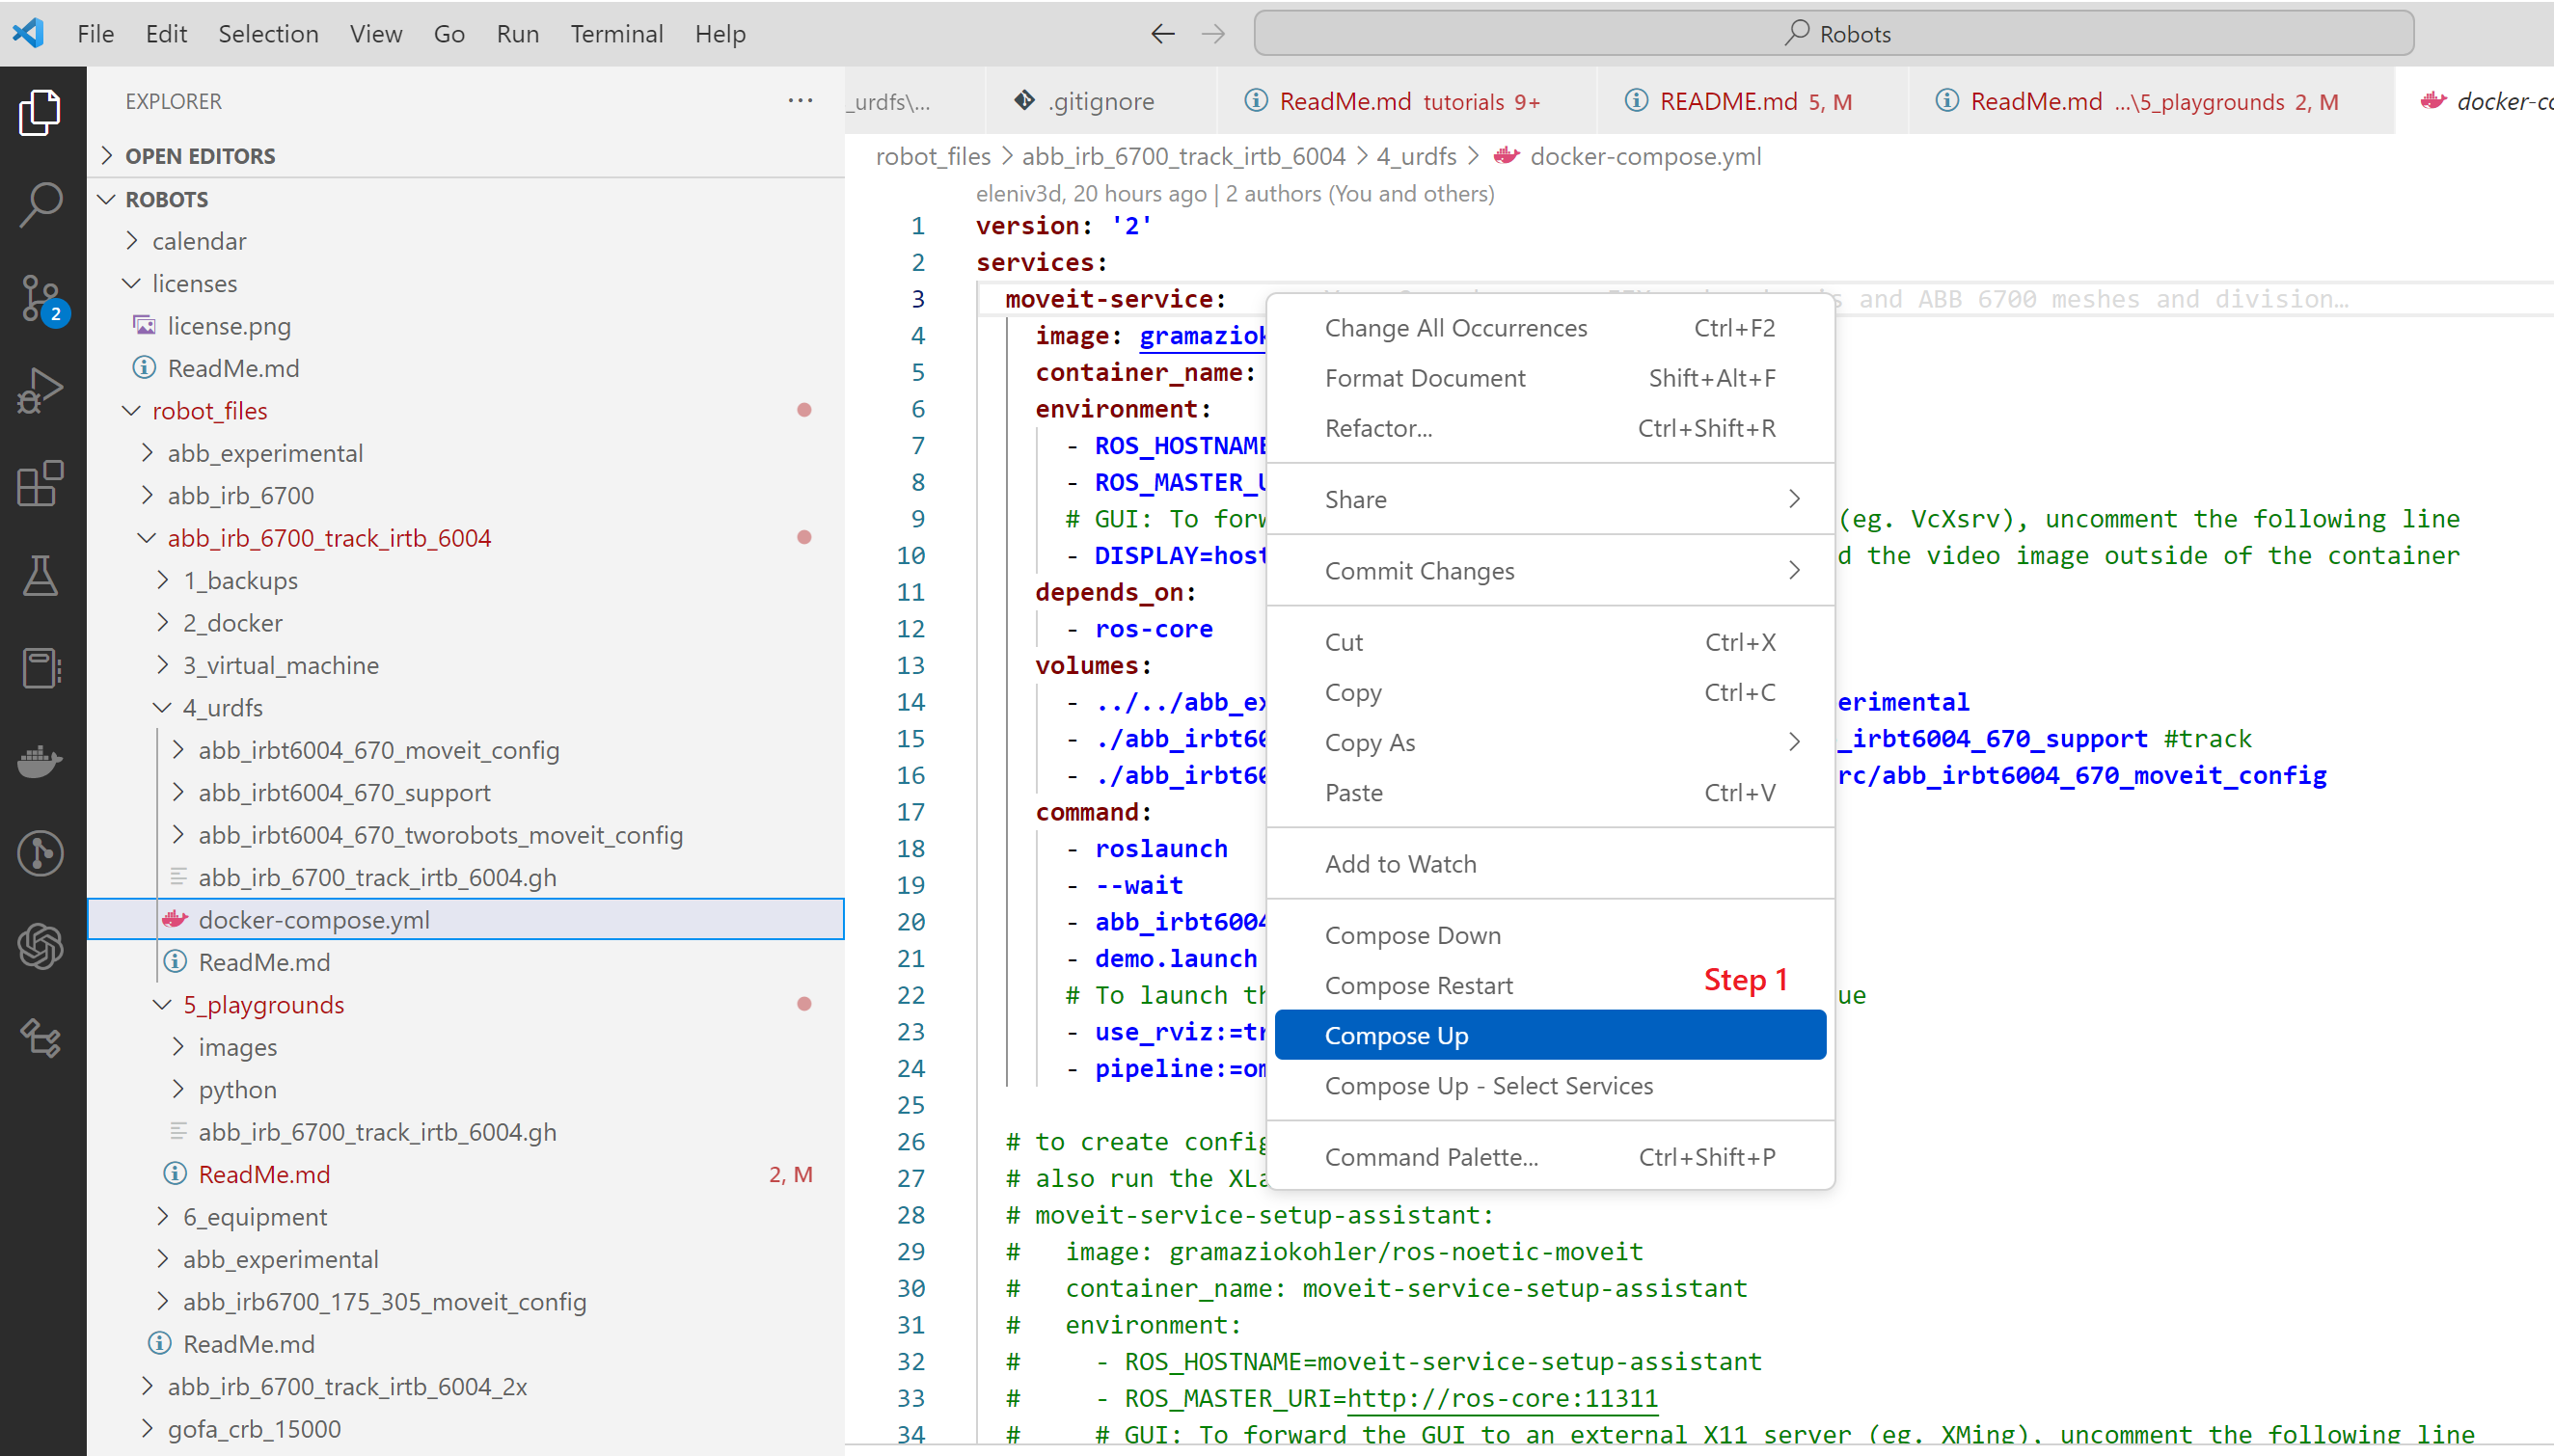 File Edit Selection View Go Run Terminal Help
Robots
EXPLORER
_urdfs\...
.gitignore
ReadMe.md tutorials 9+
README.md 5, M
ReadMe.md ...\5_playgrounds 2, M
docker-co
OPEN EDITORS
ROBOTS
calendar
licenses
license.png
ReadMe.md
robot_files
abb_experimental
abb_irb_6700
abb_irb_6700_track_irtb_6004
1_backups
2_docker
3_virtual_machine
4_urdfs
abb_irbt6004_670_moveit_config
abb_irbt6004_670_support
abb_irbt6004_670_tworobots_moveit_config
abb_irb_6700_track_irtb_6004.gh
docker-compose.yml
ReadMe.md
5_playgrounds
images
python
abb_irb_6700_track_irtb_6004.gh
ReadMe.md 2, M
6_equipment
abb_experimental
abb_irb6700_175_305_moveit_config
ReadMe.md
abb_irb_6700_track_irtb_6004_2x
gofa_crb_15000
2
robot_files > abb_irb_6700_track_irtb_6004 > 4_urdfs > docker-compose.yml
eleniv3d, 20 hours ago | 2 authors (You and others)
1 version: '2'
2 services:
3 moveit-service: s and ABB 6700 meshes and division…
4 image: gramaziok
5 container_name:
6 environment:
7 - ROS_HOSTNAME
8 - ROS_MASTER_U
9 # GUI: To forw (eg. VcXsrv), uncomment the following line
10 - DISPLAY=host d the video image outside of the container
11 depends_on:
12 - ros-core
13 volumes:
14 - ../../abb_ex erimental
15 - ./abb_irbt60 _irbt6004_670_support #track
16 - ./abb_irbt60 rc/abb_irbt6004_670_moveit_config
17 command:
18 - roslaunch
19 - --wait
20 - abb_irbt6004
21 - demo.launch
22 # To launch th ue
23 - use_rviz:=tr
24 - pipeline:=om
25
26 # to create config
27 # also run the XLa
28 # moveit-service-setup-assistant:
29 # image: gramaziokohler/ros-noetic-moveit
30 # container_name: moveit-service-setup-assistant
31 # environment:
32 # - ROS_HOSTNAME=moveit-service-setup-assistant
33 # - ROS_MASTER_URI=http://ros-core:11311
34 # # GUI: To forward the GUI to an external X11 server (eg. XMing), uncomment the following line
Change All Occurrences Ctrl+F2
Format Document Shift+Alt+F
Refactor... Ctrl+Shift+R
Share
Commit Changes
Cut Ctrl+X
Copy Ctrl+C
Copy As
Paste Ctrl+V
Add to Watch
Compose Down
Compose Restart
Step 1
Compose Up
Compose Up - Select Services
Command Palette... Ctrl+Shift+P